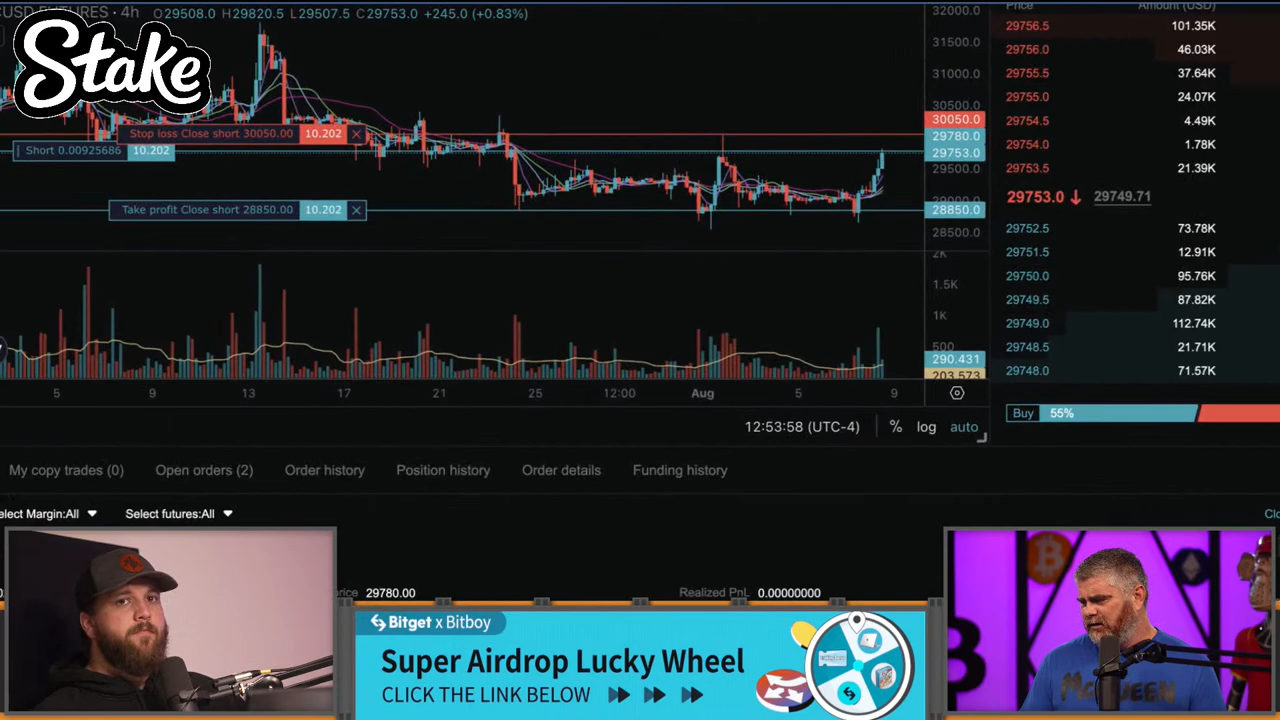 CUSD FUTURES · 4h O29508.0 H29820.5 L29507.5 C29753.0 +245.0 (+0.83%)
Stake
32000.0
31500.0
31000.0
30500.0
30050.0
29780.0
29753.0
29500.0
29000.0
28850.0
28500.0
Stop loss Close short 30050.00 10.202
Short 0.00925686 10.202
Take profit Close short 28850.00 10.202
2K
1.5K
1K
500
290.431
203.573
5 9 13 17 21 25 12:00 Aug 5 9
12:53:58 (UTC-4) % log auto
Price Amount (USD)
29756.5 101.35K
29756.0 46.03K
29755.5 37.64K
29755.0 24.07K
29754.5 4.49K
29754.0 1.78K
29753.5 21.39K
29753.0 29749.71
29752.5 73.78K
29751.5 12.91K
29750.0 95.76K
29749.5 87.82K
29749.0 112.74K
29748.5 21.71K
29748.0 71.57K
Buy 55%
My copy trades (0) Open orders (2) Order history Position history Order details Funding history
elect Margin:All Select futures:All Clo
rice 29780.00 Realized PnL 0.00000000
Bitget x Bitboy
Super Airdrop Lucky Wheel
CLICK THE LINK BELOW
McQUEEN